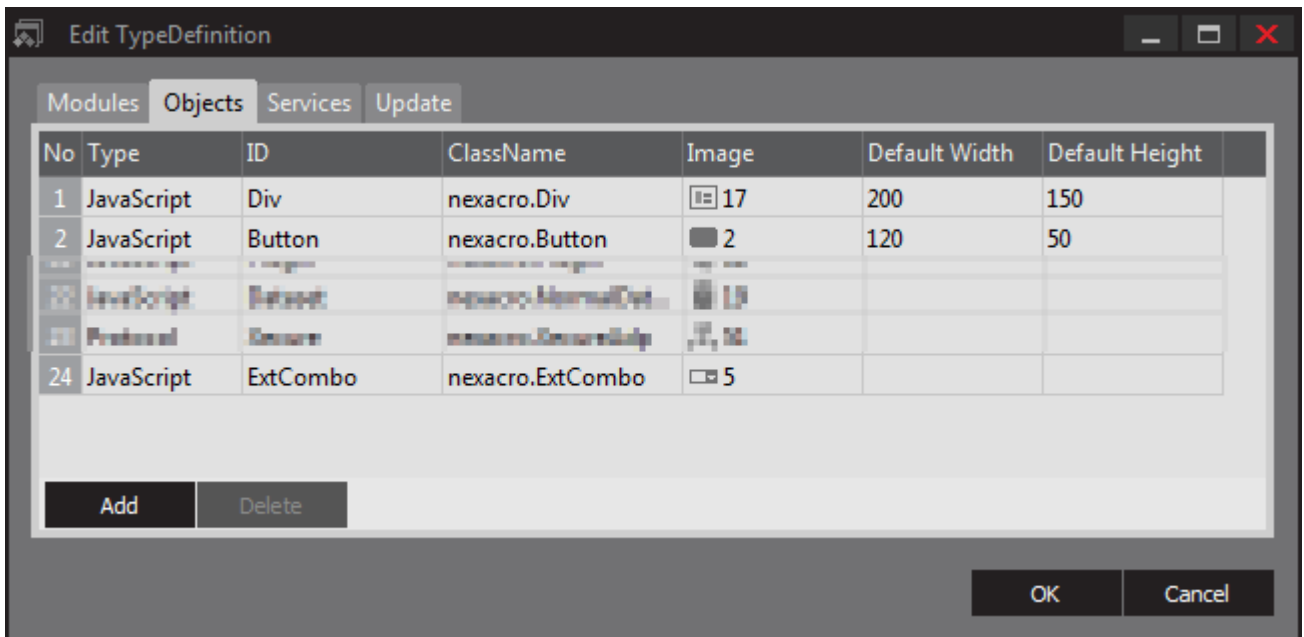 Edit TypeDefinition
Modules Objects Services Update
No Type ID ClassName Image Default Width Default Height
1 JavaScript Div nexacro.Div 17 200 150
2 JavaScript Button nexacro.Button 2 120 50
24 JavaScript ExtCombo nexacro.ExtCombo 5
Add Delete
OK Cancel